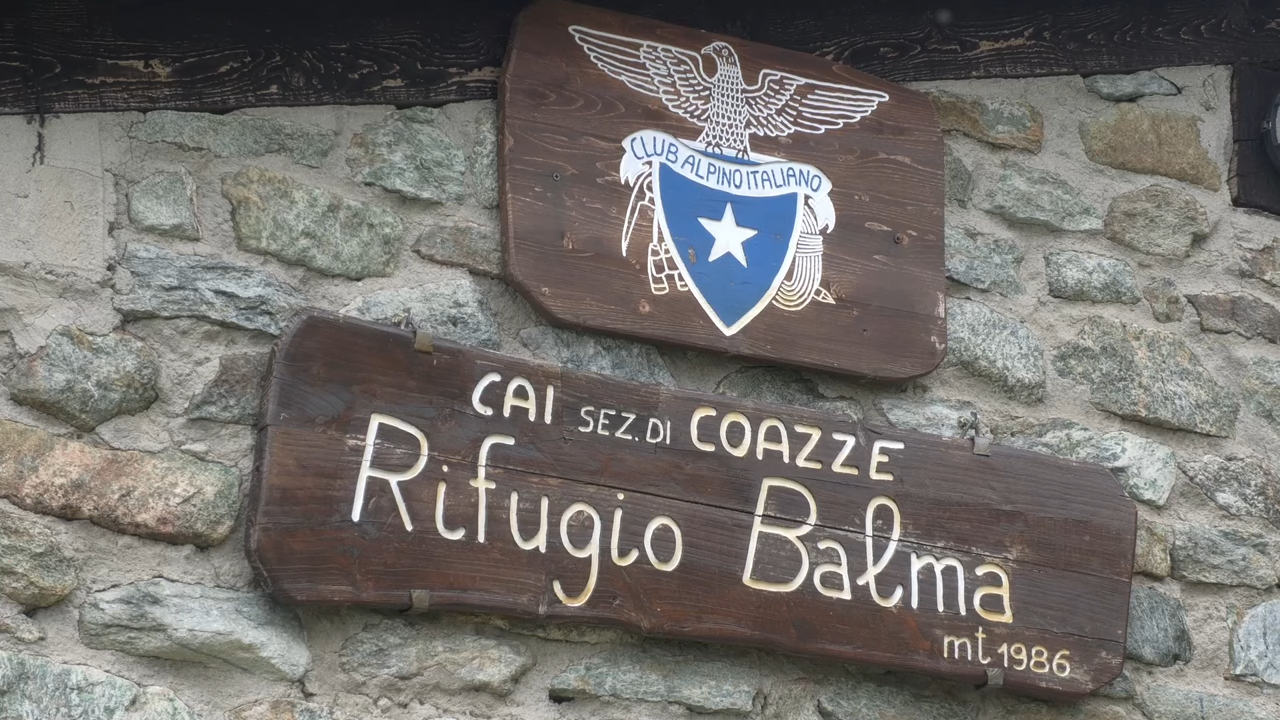 CLUB ALPINO ITALIANO
CAI SEZ. DI COAZZE
Rifugio Balma
mt 1986